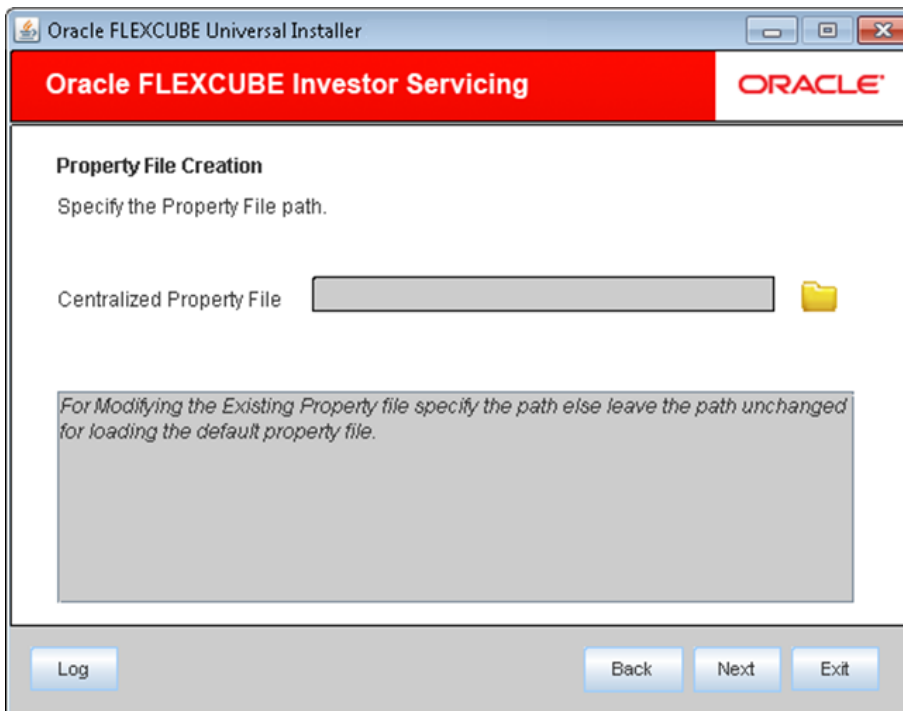 Oracle FLEXCUBE Universal Installer
Oracle FLEXCUBE Investor Servicing
ORACLE®
Property File Creation
Specify the Property File path.
Centralized Property File
For Modifying the Existing Property file specify the path else leave the path unchanged
for loading the default property file.
Log
Back
Next
Exit